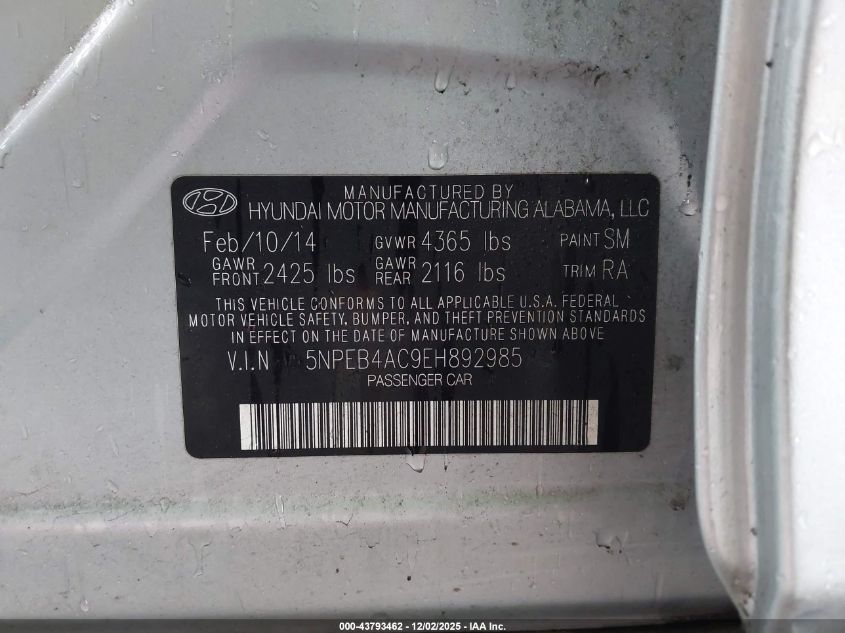 MANUFACTURED BY
HYUNDAI MOTOR MANUFACTURING ALABAMA, LLC
Feb/10/14 GVWR 4365 lbs PAINT SM
GAWR FRONT 2425 lbs GAWR REAR 2116 lbs TRIM RA
THIS VEHICLE CONFORMS TO ALL APPLICABLE U.S.A. FEDERAL
MOTOR VEHICLE SAFETY, BUMPER, AND THEFT PREVENTION STANDARDS
IN EFFECT ON THE DATE OF MANUFACTURE SHOWN ABOVE
V.I.N 5NPEB4AC9EH892985
PASSENGER CAR
000-43793462 - 12/02/2025 - IAA Inc.